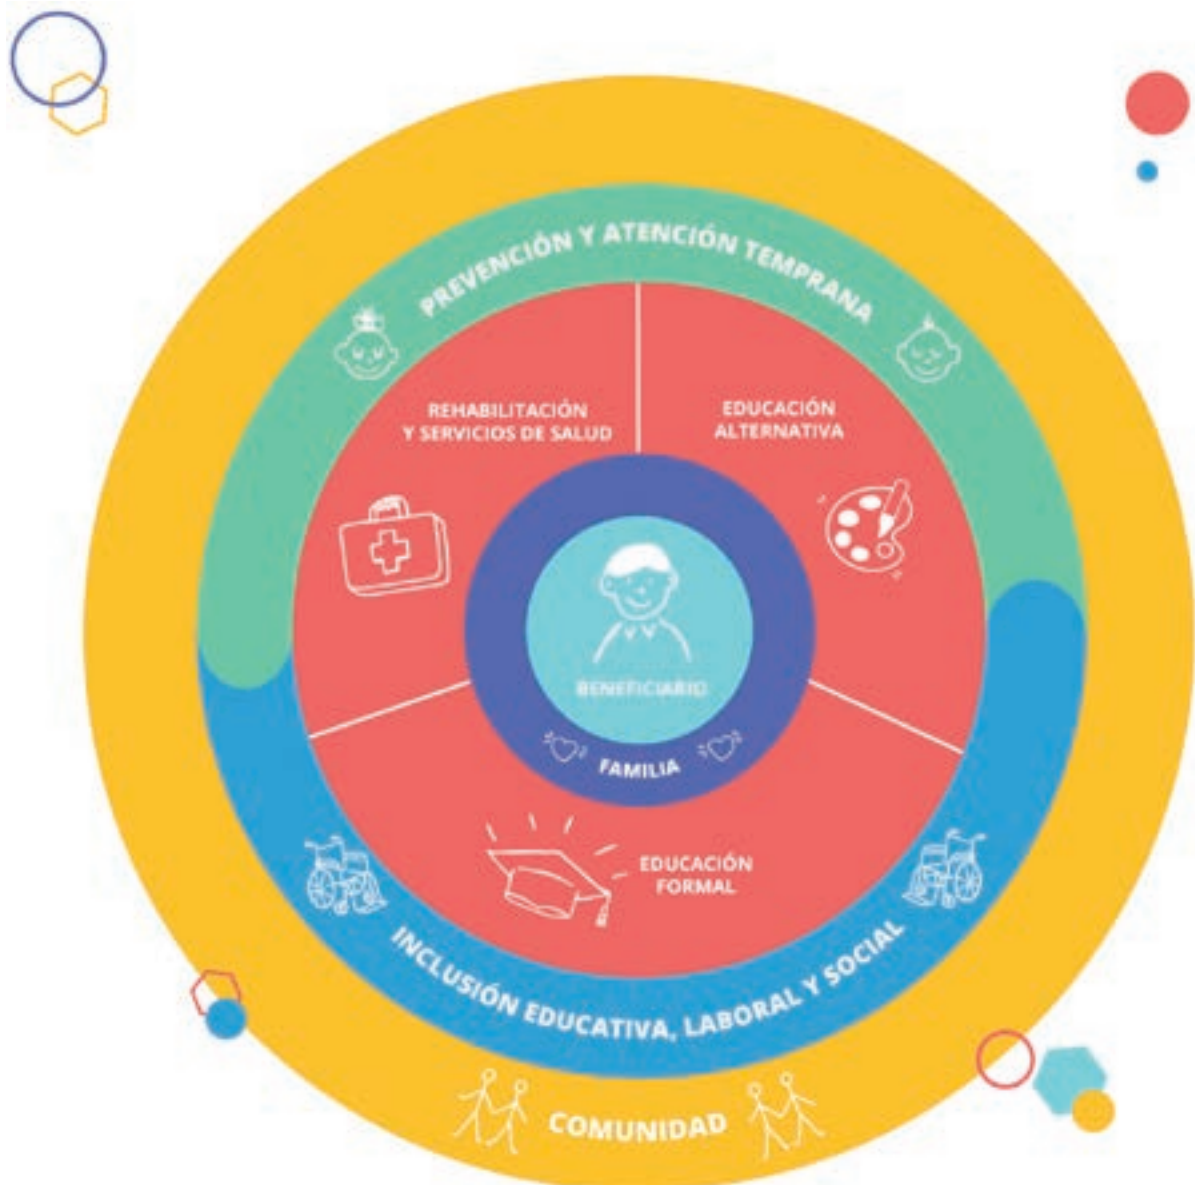 PREVENCIÓN Y ATENCIÓN TEMPRANA
REHABILITACIÓN
Y SERVICIOS DE SALUD
EDUCACIÓN
ALTERNATIVA
BENEFICIARIO
FAMILIA
EDUCACIÓN
FORMAL
INCLUSIÓN EDUCATIVA, LABORAL Y SOCIAL
COMUNIDAD